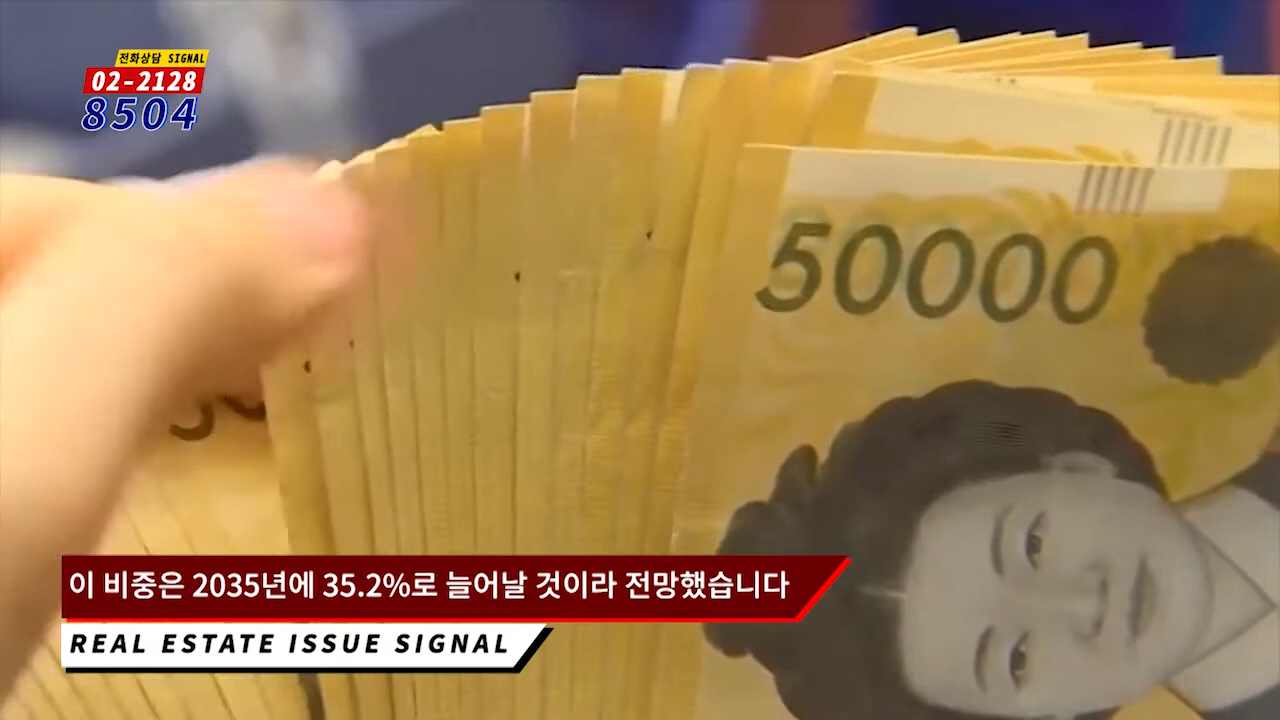 전화상담 SIGNAL
02-2128
8504
50000
이 비중은 2035년에 35.2%로 늘어날 것이라 전망했습니다
REAL ESTATE ISSUE SIGNAL